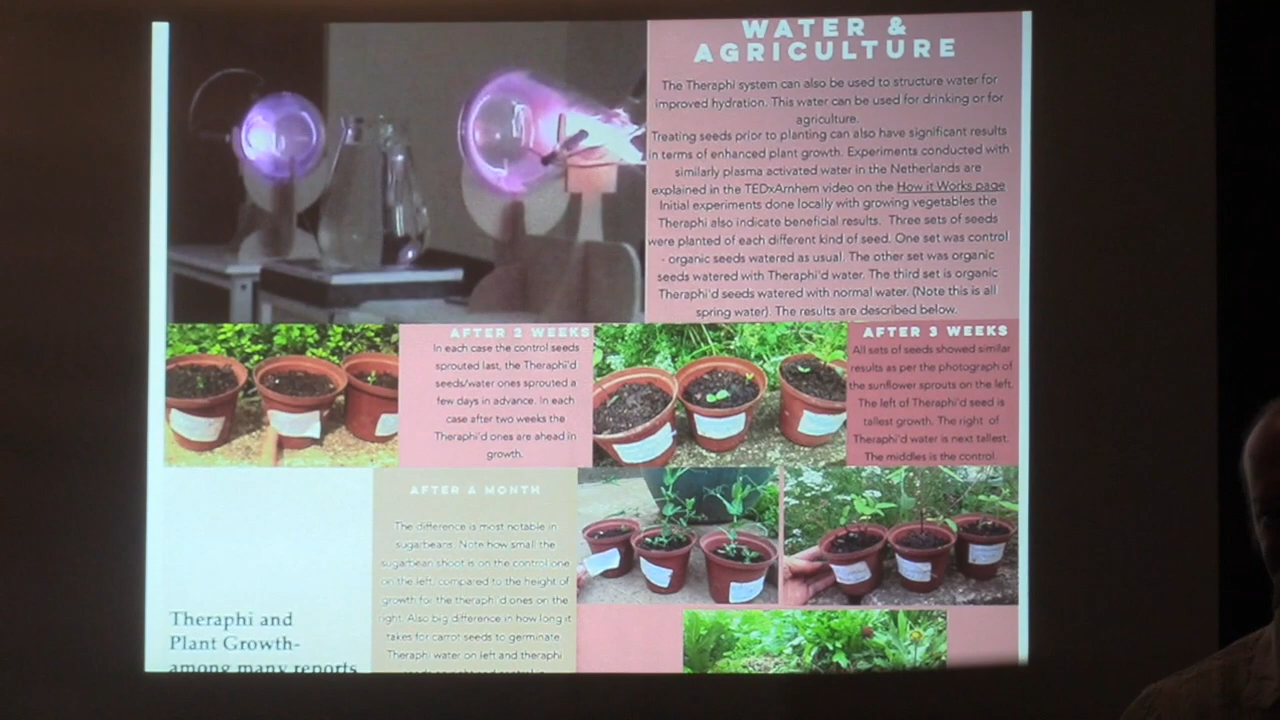 WATER &
AGRICULTURE
The Theraphi system can also be used to structure water for
improved hydration. This water can be used for drinking or for
agriculture.
Treating seeds prior to planting can also have significant results
in terms of enhanced plant growth. Experiments conducted with
similarly plasma activated water in the Netherlands are
explained in the TEDxArnhem video on the How it Works page
Initial experiments done locally with growing vegetables the
Theraphi also indicate beneficial results. Three sets of seeds
were planted of each different kind of seed. One set was control
- organic seeds watered as usual. The other set was organic
seeds watered with Theraphi'd water. The third set is organic
Theraphi'd seeds watered with normal water. (Note this is all
spring water). The results are described below.
AFTER 2 WEEKS
In each case the control seeds
sprouted last, the Theraphi'd
seeds/water ones sprouted a
few days in advance. In each
case after two weeks the
Theraphi'd ones are ahead in
growth.
AFTER 3 WEEKS
All sets of seeds showed similar
results as per the photograph of
the sunflower sprouts on the left.
The left of Theraphi'd seed is
tallest growth. The right of
Theraphi'd water is next tallest.
The middles is the control.
AFTER A MONTH
The difference is most notable in
sugarbeans. Note how small the
sugarbean shoot is on the control one
on the left, compared to the height of
growth for the theraphi'd ones on the
right. Also big difference in how long it
takes for carrot seeds to germinate.
Theraphi water on left and theraphi
Theraphi and
Plant Growth-
among many reports